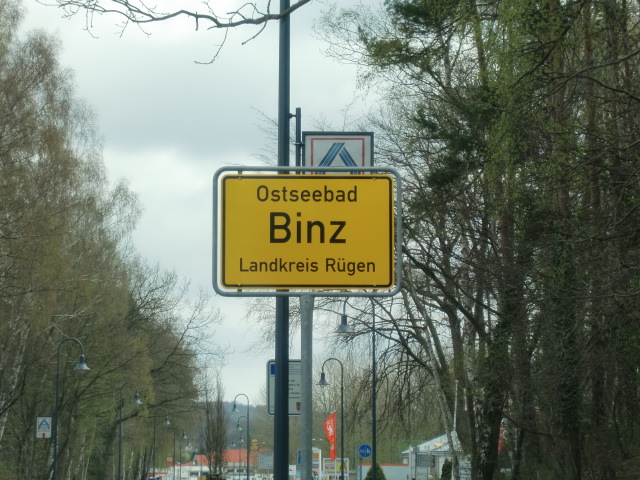 Ostseebad
Binz
Landkreis Rügen